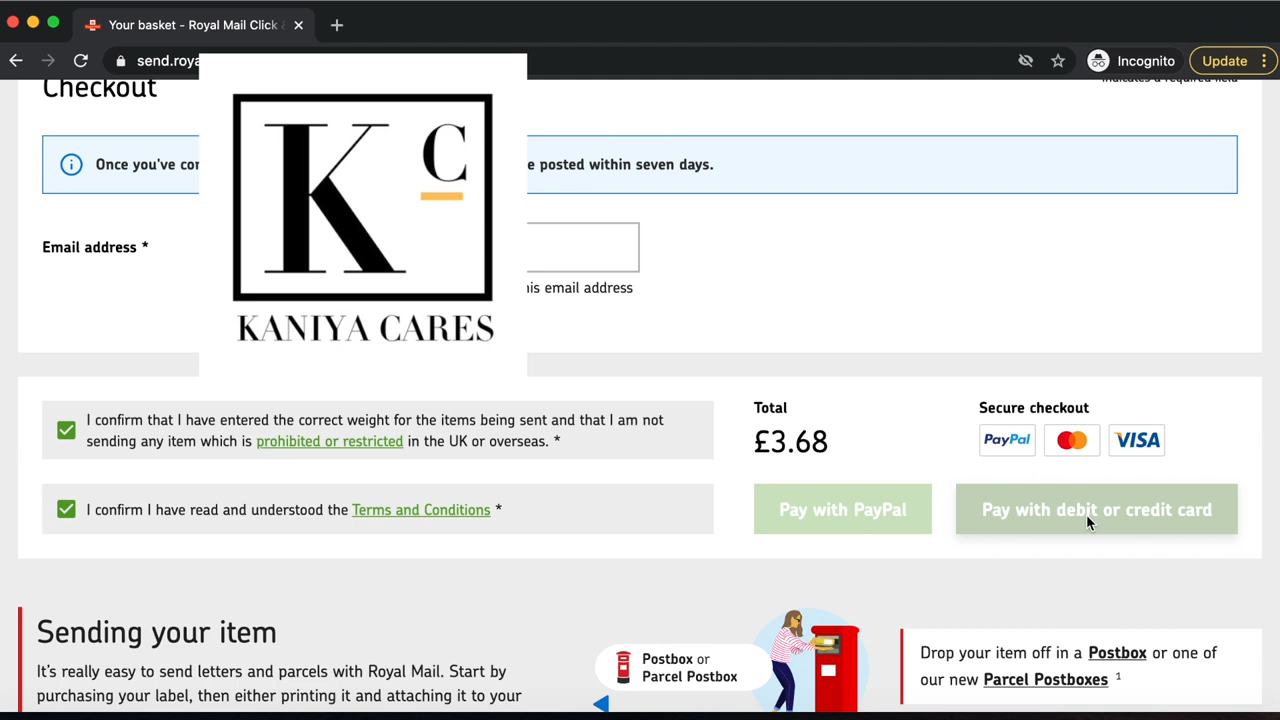 Your basket - Royal Mail Click
send.roya
Incognito
Update
Checkout
indicates a required field
Once you've con
e posted within seven days.
Email address *
his email address
K C
KANIYA CARES
I confirm that I have entered the correct weight for the items being sent and that I am not
sending any item which is prohibited or restricted in the UK or overseas. *
I confirm I have read and understood the Terms and Conditions *
Total
£3.68
Secure checkout
PayPal
VISA
Pay with PayPal
Pay with debit or credit card
Sending your item
It's really easy to send letters and parcels with Royal Mail. Start by
purchasing your label, then either printing it and attaching it to your
Postbox or
Parcel Postbox
Drop your item off in a Postbox or one of
our new Parcel Postboxes 1